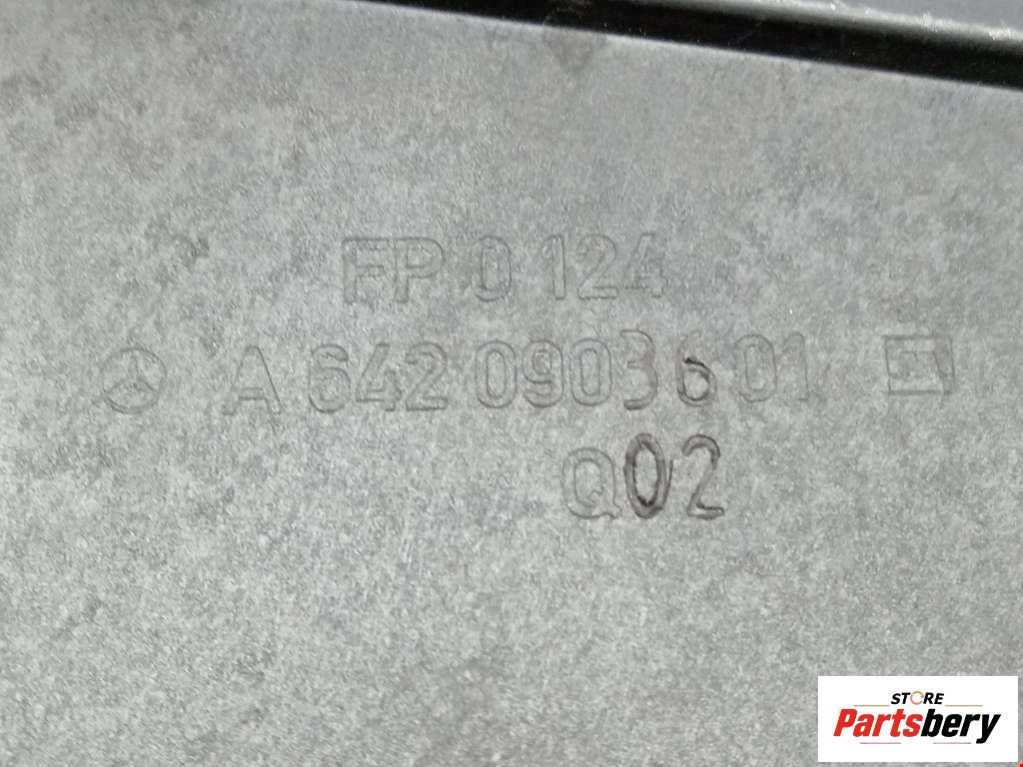 FP 0 124
A 642 090 36 01
Q02
STORE
Partsbery